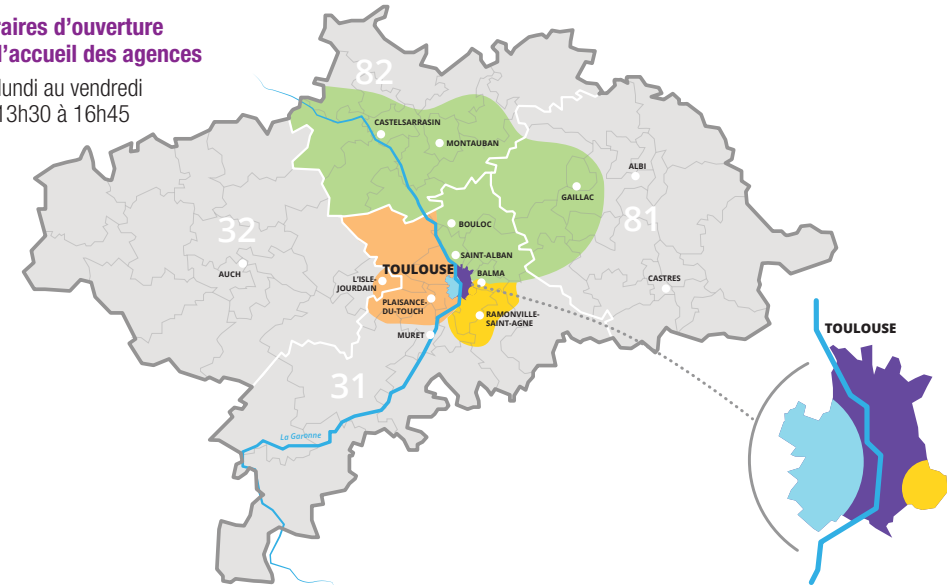 raires d’ouverture
l’accueil des agences
lundi au vendredi
13h30 à 16h45
82
CASTELSARRASIN
MONTAUBAN
ALBI
GAILLAC
81
32
BOULOC
SAINT-ALBAN
AUCH
TOULOUSE
BALMA
CASTRES
L’ISLE-
JOURDAIN
PLAISANCE-
DU-TOUCH
RAMONVILLE-
SAINT-AGNE
MURET
TOULOUSE
31
La Garonne